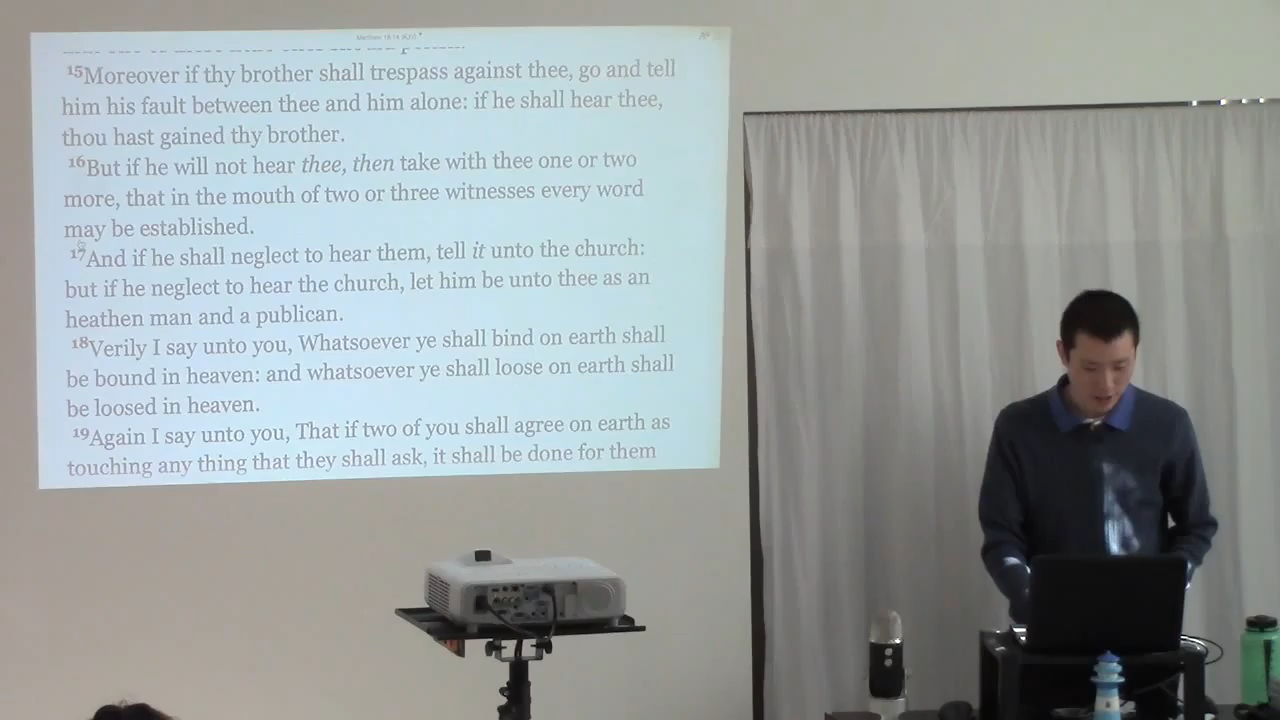 15Moreover if thy brother shall trespass against thee, go and tell
him his fault between thee and him alone: if he shall hear thee,
thou hast gained thy brother.
16But if he will not hear thee, then take with thee one or two
more, that in the mouth of two or three witnesses every word
may be established.
17And if he shall neglect to hear them, tell it unto the church:
but if he neglect to hear the church, let him be unto thee as an
heathen man and a publican.
18Verily I say unto you, Whatsoever ye shall bind on earth shall
be bound in heaven: and whatsoever ye shall loose on earth shall
be loosed in heaven.
19Again I say unto you, That if two of you shall agree on earth as
touching any thing that they shall ask, it shall be done for them